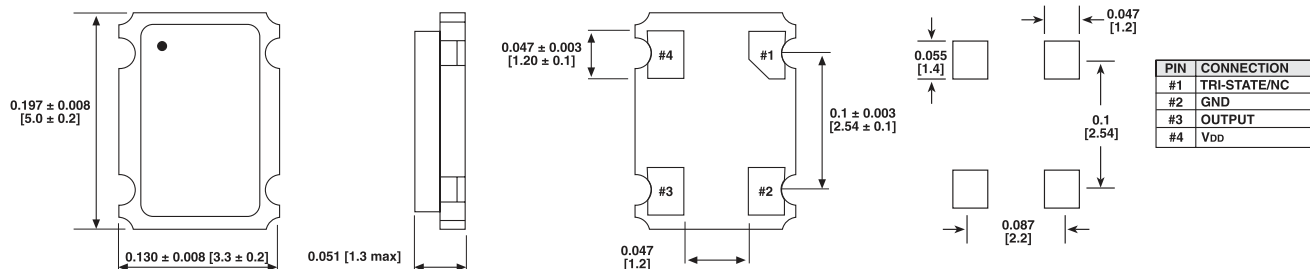 0.197 ± 0.008
[5.0 ± 0.2]
0.130 ± 0.008 [3.3 ± 0.2]
0.051 [1.3 max]
0.047 ± 0.003
[1.20 ± 0.1]
#4
#1
#3
#2
0.1 ± 0.003
[2.54 ± 0.1]
0.047
[1.2]
0.047
[1.2]
0.055
[1.4]
0.1
[2.54]
0.087
[2.2]
PIN CONNECTION
#1 TRI-STATE/NC
#2 GND
#3 OUTPUT
#4 VDD